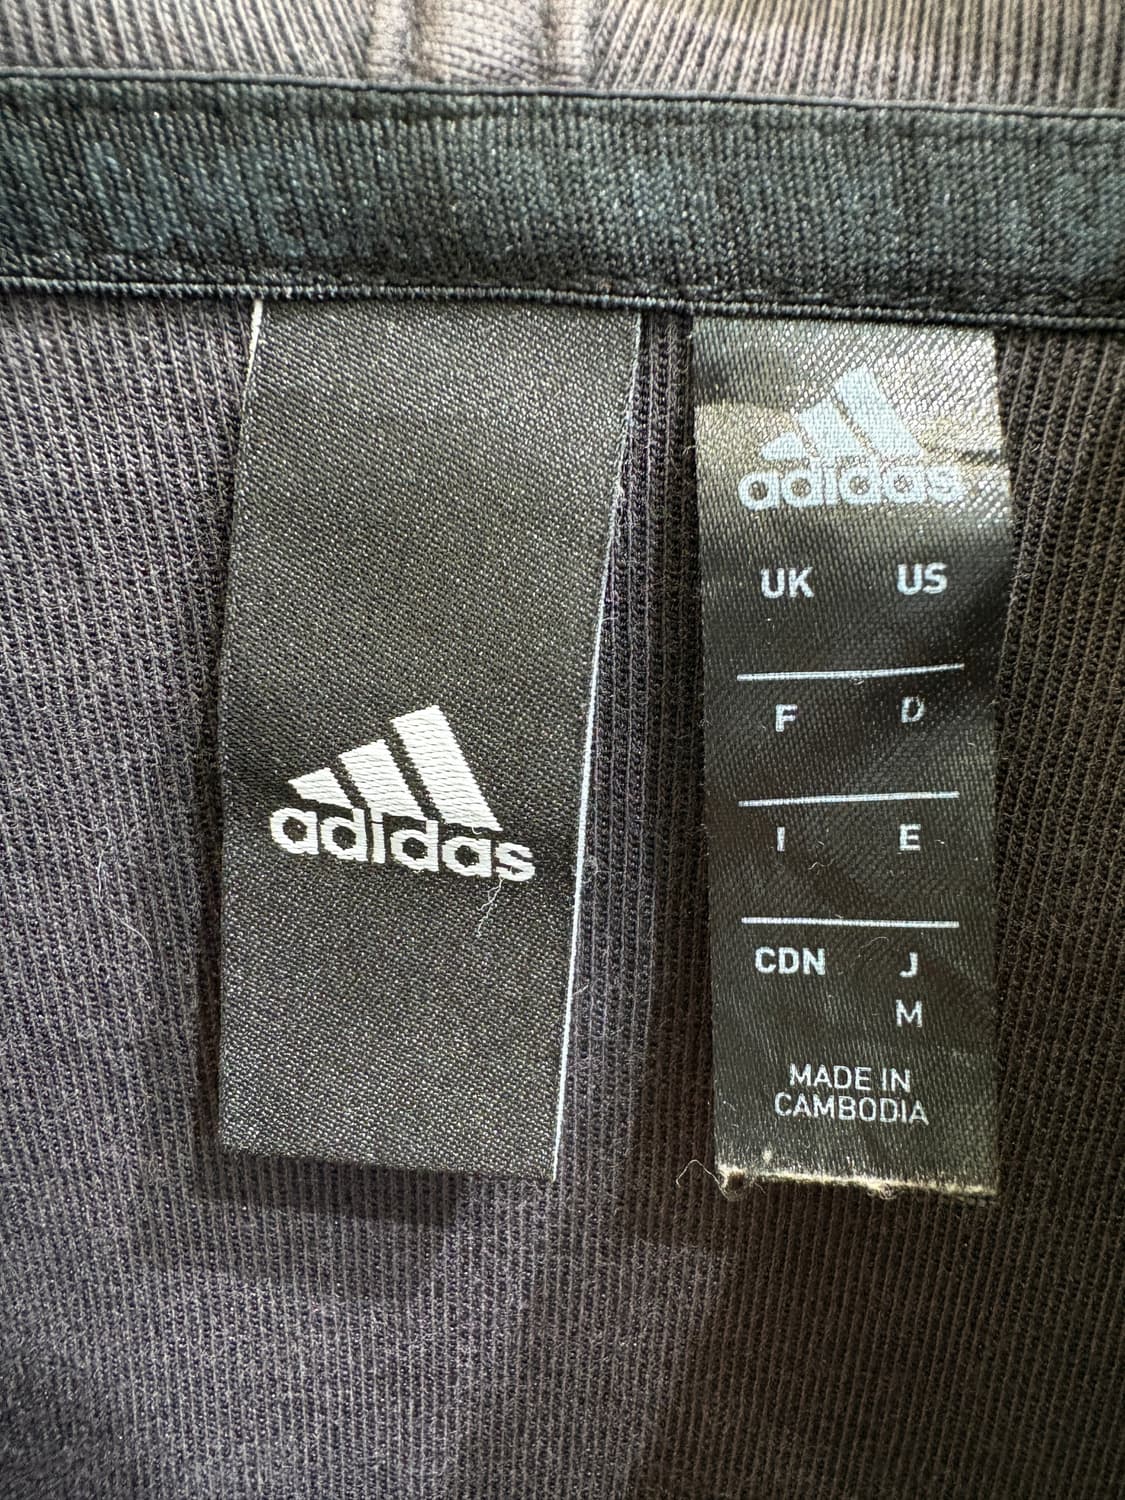 adidas
adidas
UK US
F D
I E
CDN J
M
MADE IN
CAMBODIA